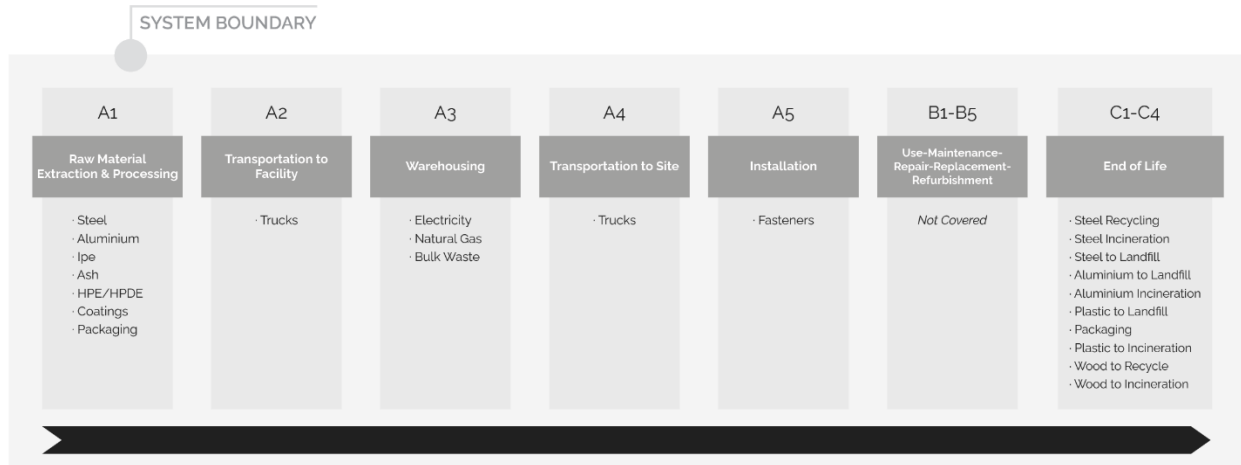 SYSTEM BOUNDARY
A1
Raw Material
Extraction & Processing
· Steel
· Aluminium
· Ipe
· Ash
· HPE/HPDE
· Coatings
· Packaging
A2
Transportation to
Facility
· Trucks
A3
Warehousing
· Electricity
· Natural Gas
· Bulk Waste
A4
Transportation to Site
· Trucks
A5
Installation
· Fasteners
B1-B5
Use-Maintenance-
Repair-Replacement-
Refurbishment
Not Covered
C1-C4
End of Life
· Steel Recycling
· Steel Incineration
· Steel to Landfill
· Aluminium to Landfill
· Aluminium Incineration
· Plastic to Landfill
· Packaging
· Plastic to Incineration
· Wood to Recycle
· Wood to Incineration